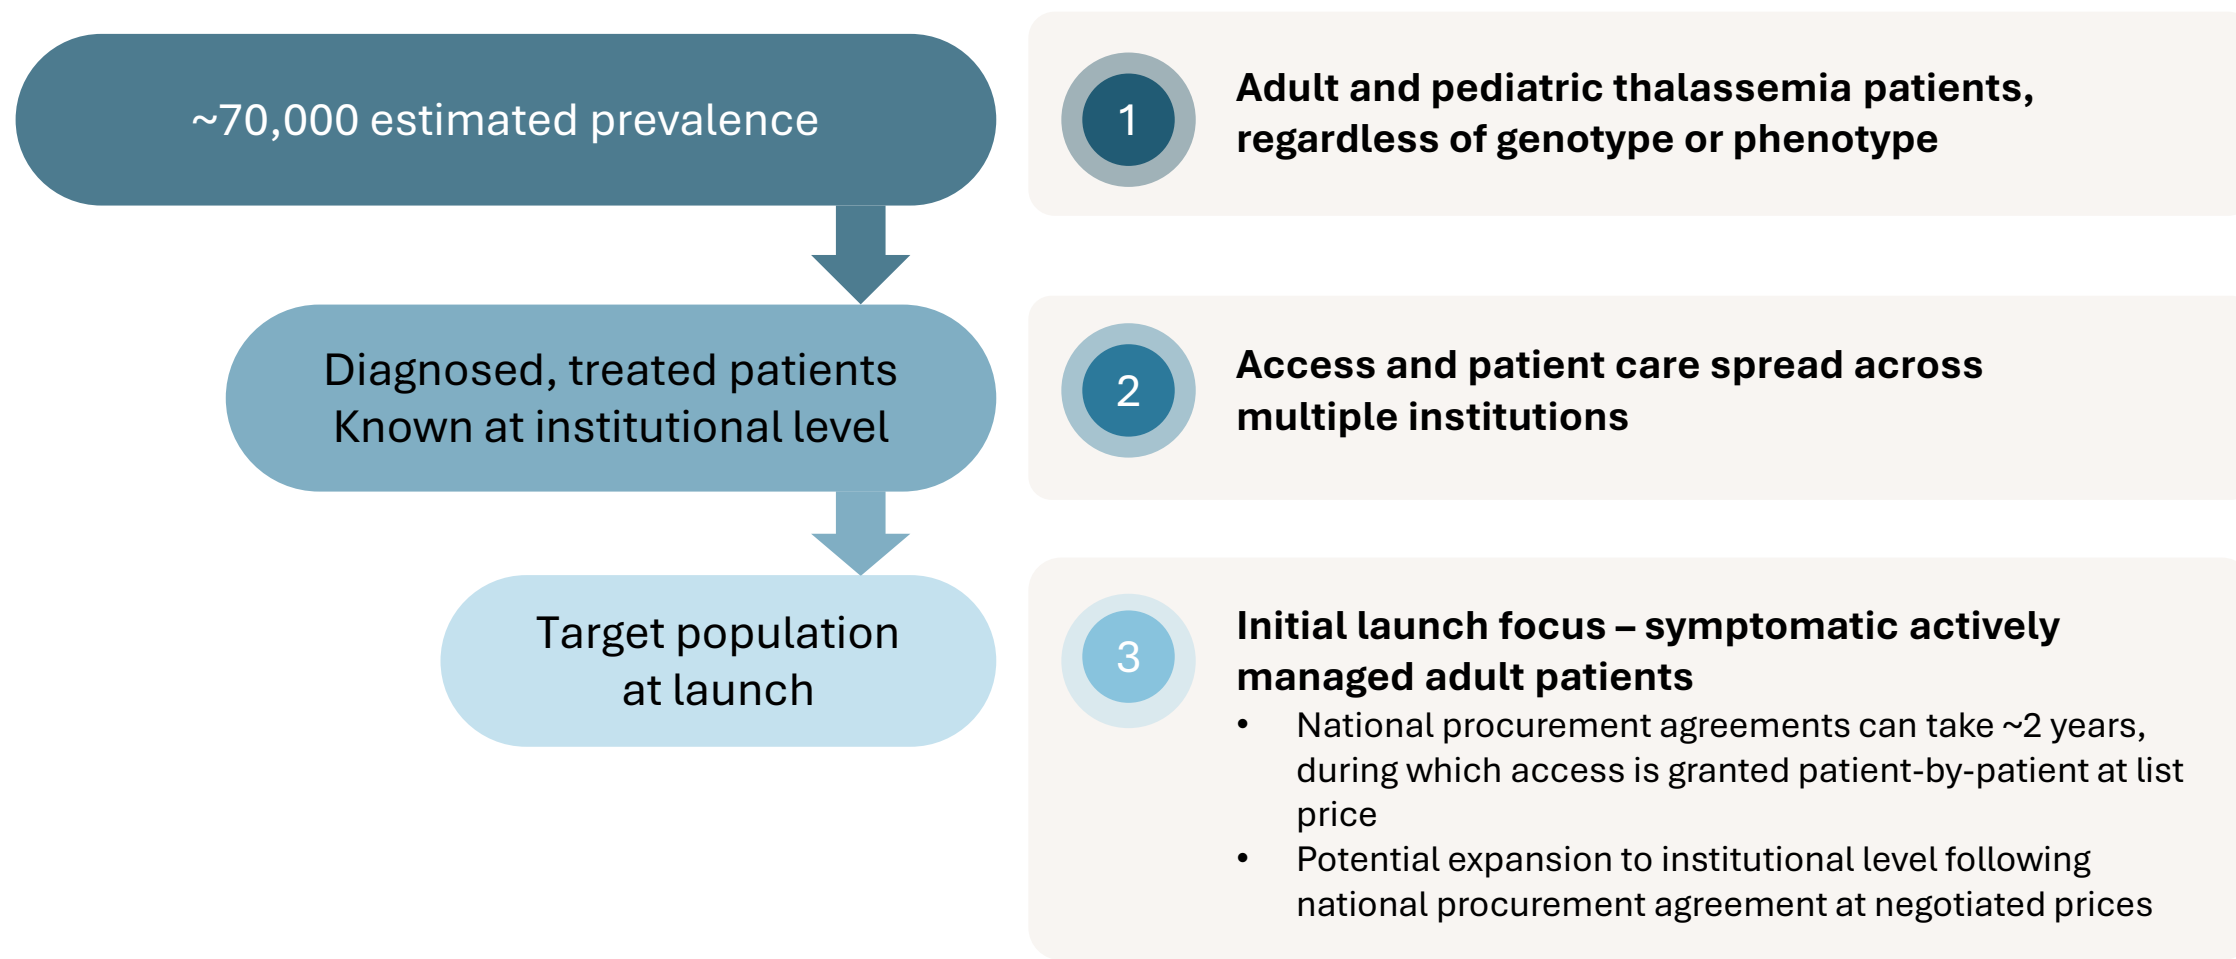 ~70,000 estimated prevalence
1
Adult and pediatric thalassemia patients,
regardless of genotype or phenotype
Diagnosed, treated patients
Known at institutional level
2
Access and patient care spread across
multiple institutions
Target population
at launch
3
Initial launch focus – symptomatic actively
managed adult patients
• National procurement agreements can take ~2 years,
during which access is granted patient-by-patient at list
price
• Potential expansion to institutional level following
national procurement agreement at negotiated prices